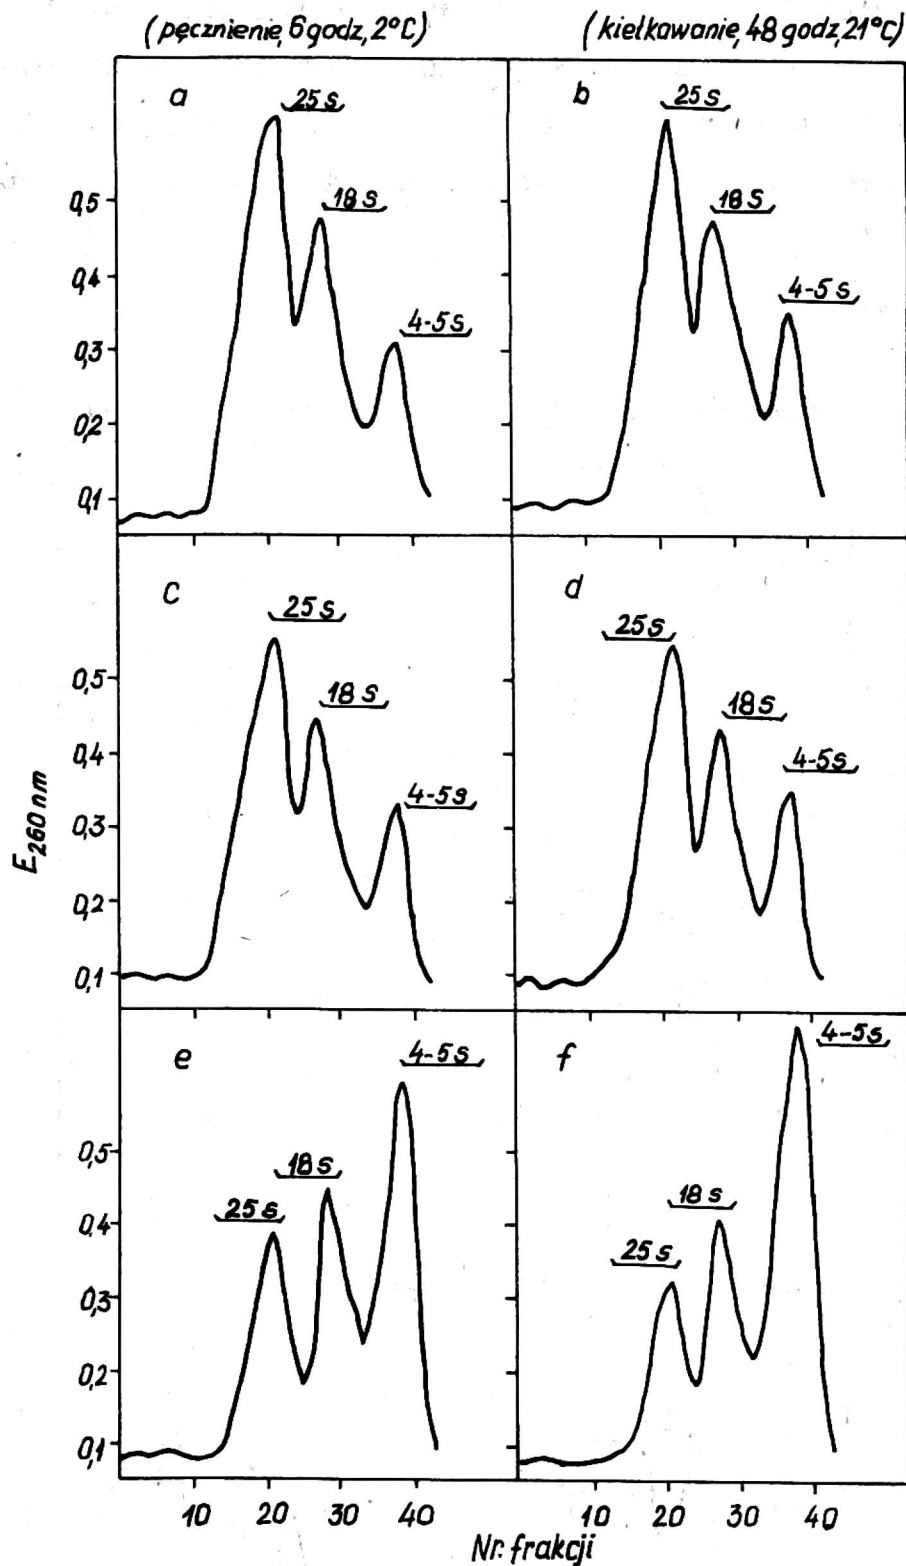 (pęcznienie, 6 godz, 2°C) (kiełkowanie, 48 godz, 21°C)
a 25 s 18 s 4-5 s
b 25 s 18 s 4-5 s
0,5
0,4
0,3
0,2
0,1
c 25 s 18 s 4-5 s
d 25 s 18 s 4-5 s
0,5
0,4
0,3
0,2
0,1
E260 nm
e 4-5 s 18 s 25 s
f 4-5 s 18 s 25 s
0,5
0,4
0,3
0,2
0,1
10 20 30 40 10 20 30 40
Nr. frakcji